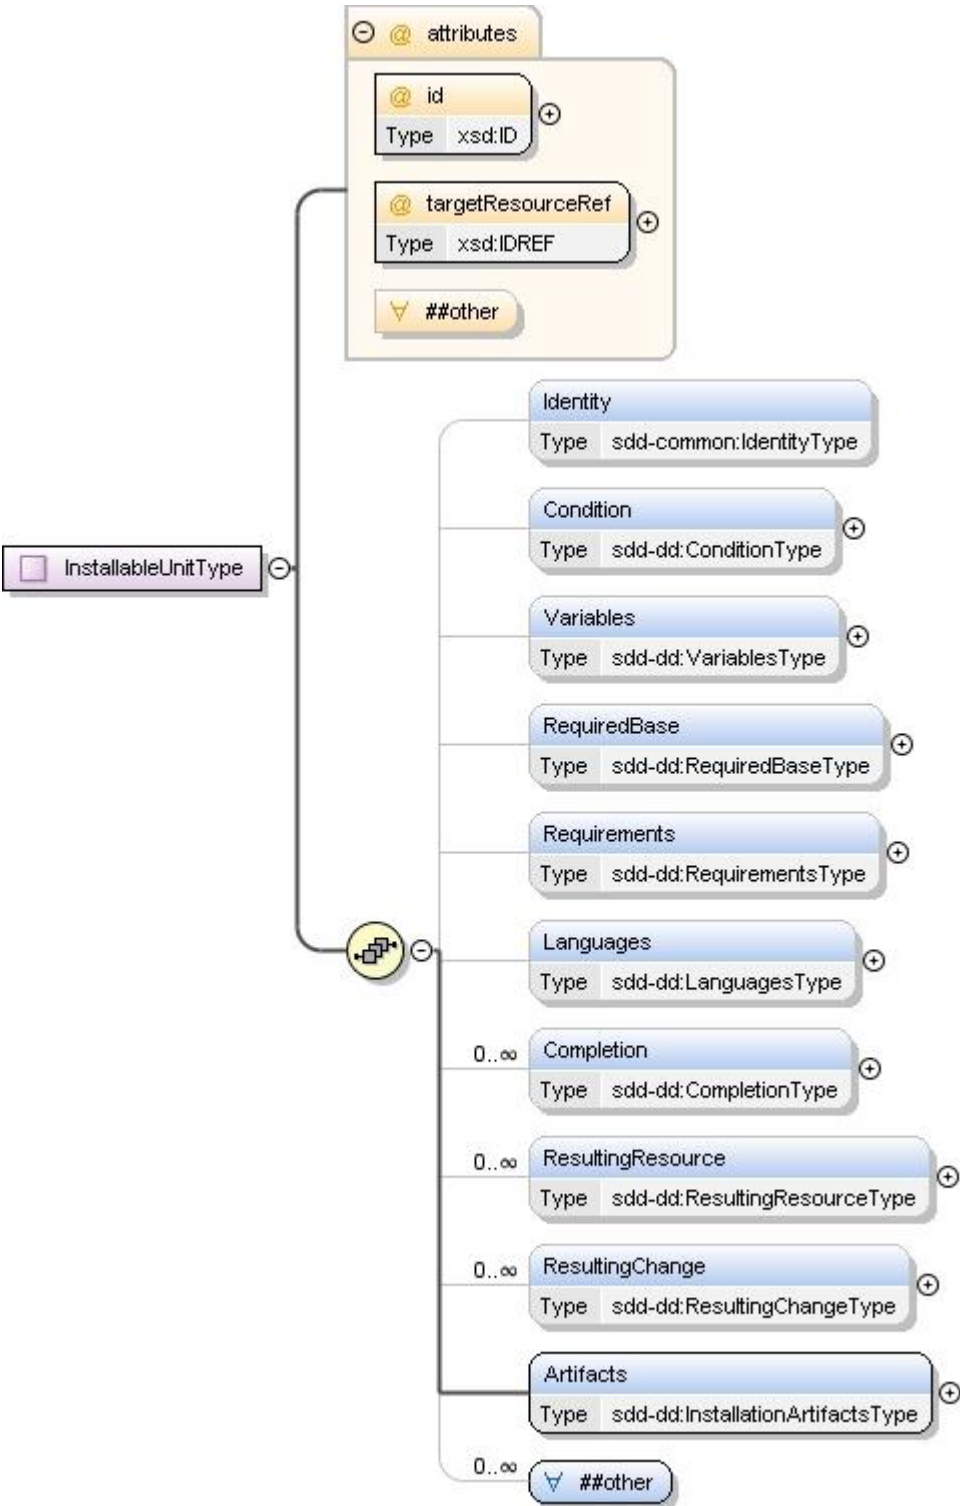 @ attributes
@ id
Type xsd:ID
@ targetResourceRef
Type xsd:IDREF
∀ ##other
Identity
Type sdd-common:IdentityType
Condition
Type sdd-dd:ConditionType
InstallableUnitType
Variables
Type sdd-dd:VariablesType
RequiredBase
Type sdd-dd:RequiredBaseType
Requirements
Type sdd-dd:RequirementsType
Languages
Type sdd-dd:LanguagesType
0..∞ Completion
Type sdd-dd:CompletionType
0..∞ ResultingResource
Type sdd-dd:ResultingResourceType
0..∞ ResultingChange
Type sdd-dd:ResultingChangeType
Artifacts
Type sdd-dd:InstallationArtifactsType
0..∞ ∀ ##other